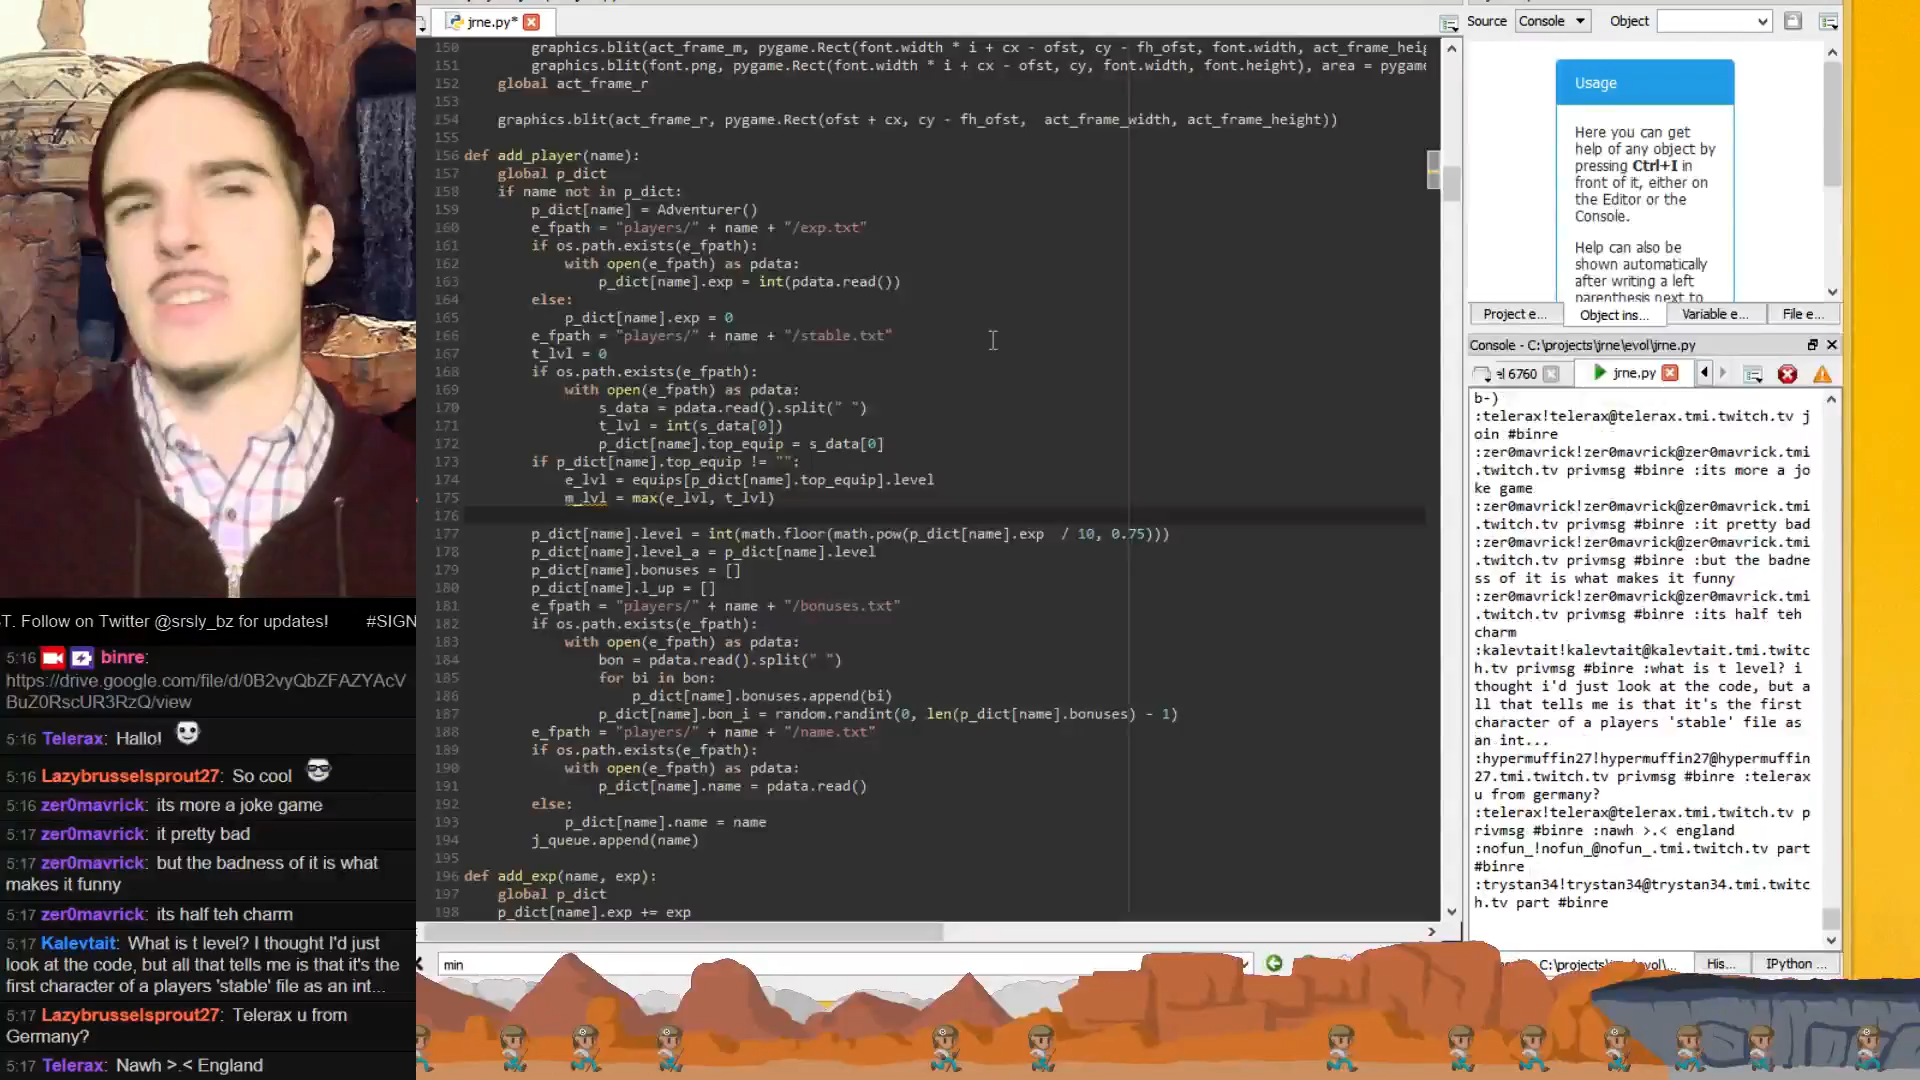 jrne.py*
150 graphics.blit(act_frame_m, pygame.Rect(font.width * i + cx - ofst, cy - fh_ofst, font.width, act_frame_heig
151 graphics.blit(font.png, pygame.Rect(font.width * i + cx - ofst, cy, font.width, font.height), area = pygame
152 global act_frame_r
153
154 graphics.blit(act_frame_r, pygame.Rect(ofst + cx, cy - fh_ofst, act_frame_width, act_frame_height))
155
156 def add_player(name):
157 global p_dict
158 if name not in p_dict:
159 p_dict[name] = Adventurer()
160 e_fpath = "players/" + name + "/exp.txt"
161 if os.path.exists(e_fpath):
162 with open(e_fpath) as pdata:
163 p_dict[name].exp = int(pdata.read())
164 else:
165 p_dict[name].exp = 0
166 e_fpath = "players/" + name + "/stable.txt"
167 t_lvl = 0
168 if os.path.exists(e_fpath):
169 with open(e_fpath) as pdata:
170 s_data = pdata.read().split(" ")
171 t_lvl = int(s_data[0])
172 p_dict[name].top_equip = s_data[0]
173 if p_dict[name].top_equip != "":
174 e_lvl = equips[p_dict[name].top_equip].level
175 m_lvl = max(e_lvl, t_lvl)
176
177 p_dict[name].level = int(math.floor(math.pow(p_dict[name].exp / 10, 0.75)))
178 p_dict[name].level_a = p_dict[name].level
179 p_dict[name].bonuses = []
180 p_dict[name].l_up = []
181 e_fpath = "players/" + name + "/bonuses.txt"
182 if os.path.exists(e_fpath):
183 with open(e_fpath) as pdata:
184 bon = pdata.read().split(" ")
185 for bi in bon:
186 p_dict[name].bonuses.append(bi)
187 p_dict[name].bon_i = random.randint(0, len(p_dict[name].bonuses) - 1)
188 e_fpath = "players/" + name + "/name.txt"
189 if os.path.exists(e_fpath):
190 with open(e_fpath) as pdata:
191 p_dict[name].name = pdata.read()
192 else:
193 p_dict[name].name = name
194 j_queue.append(name)
195
196 def add_exp(name, exp):
197 global p_dict
198 p_dict[name].exp += exp
min
Source Console Object
Usage
Here you can get
help of any object by
pressing Ctrl+I in
front of it, either on
the Editor or the
Console.
Help can also be
shown automatically
after writing a left
parenthesis next to
Project e... Object ins... Variable e... File e...
Console - C:\projects\jrne\evol\jrne.py
el 6760 jrne.py
b-)
:telerax!telerax@telerax.tmi.twitch.tv j
oin #binre
:zer0mavrick!zer0mavrick@zer0mavrick.tmi
.twitch.tv privmsg #binre :its more a jo
ke game
:zer0mavrick!zer0mavrick@zer0mavrick.tmi
.twitch.tv privmsg #binre :it pretty bad
:zer0mavrick!zer0mavrick@zer0mavrick.tmi
.twitch.tv privmsg #binre :but the badne
ss of it is what makes it funny
:zer0mavrick!zer0mavrick@zer0mavrick.tmi
.twitch.tv privmsg #binre :its half teh
charm
:kalevtait!kalevtait@kalevtait.tmi.twitc
h.tv privmsg #binre :what is t level? i
thought i'd just look at the code, but a
ll that tells me is that it's the first
character of a players 'stable' file as
an int...
:hypermuffin27!hypermuffin27@hypermuffin
27.tmi.twitch.tv privmsg #binre :telerax
u from germany?
:telerax!telerax@telerax.tmi.twitch.tv p
rivmsg #binre :nawh >.< england
:nofun_!nofun_@nofun_.tmi.twitch.tv part
#binre
:trystan34!trystan34@trystan34.tmi.twitc
h.tv part #binre
His... IPython ...
ST. Follow on Twitter @srsly_bz for updates! #SIGN
5:16 binre:
https://drive.google.com/file/d/0B2vyQbZFAZYAcV
BuZ0RscUR3RzQ/view
5:16 Telerax: Hallo!
5:16 Lazybrusselsprout27: So cool
5:16 zer0mavrick: its more a joke game
5:17 zer0mavrick: it pretty bad
5:17 zer0mavrick: but the badness of it is what
makes it funny
5:17 zer0mavrick: its half teh charm
5:17 Kalevtait: What is t level? I thought I'd just
look at the code, but all that tells me is that it's the
first character of a players 'stable' file as an int...
5:17 Lazybrusselsprout27: Telerax u from
Germany?
5:17 Telerax: Nawh >.< England